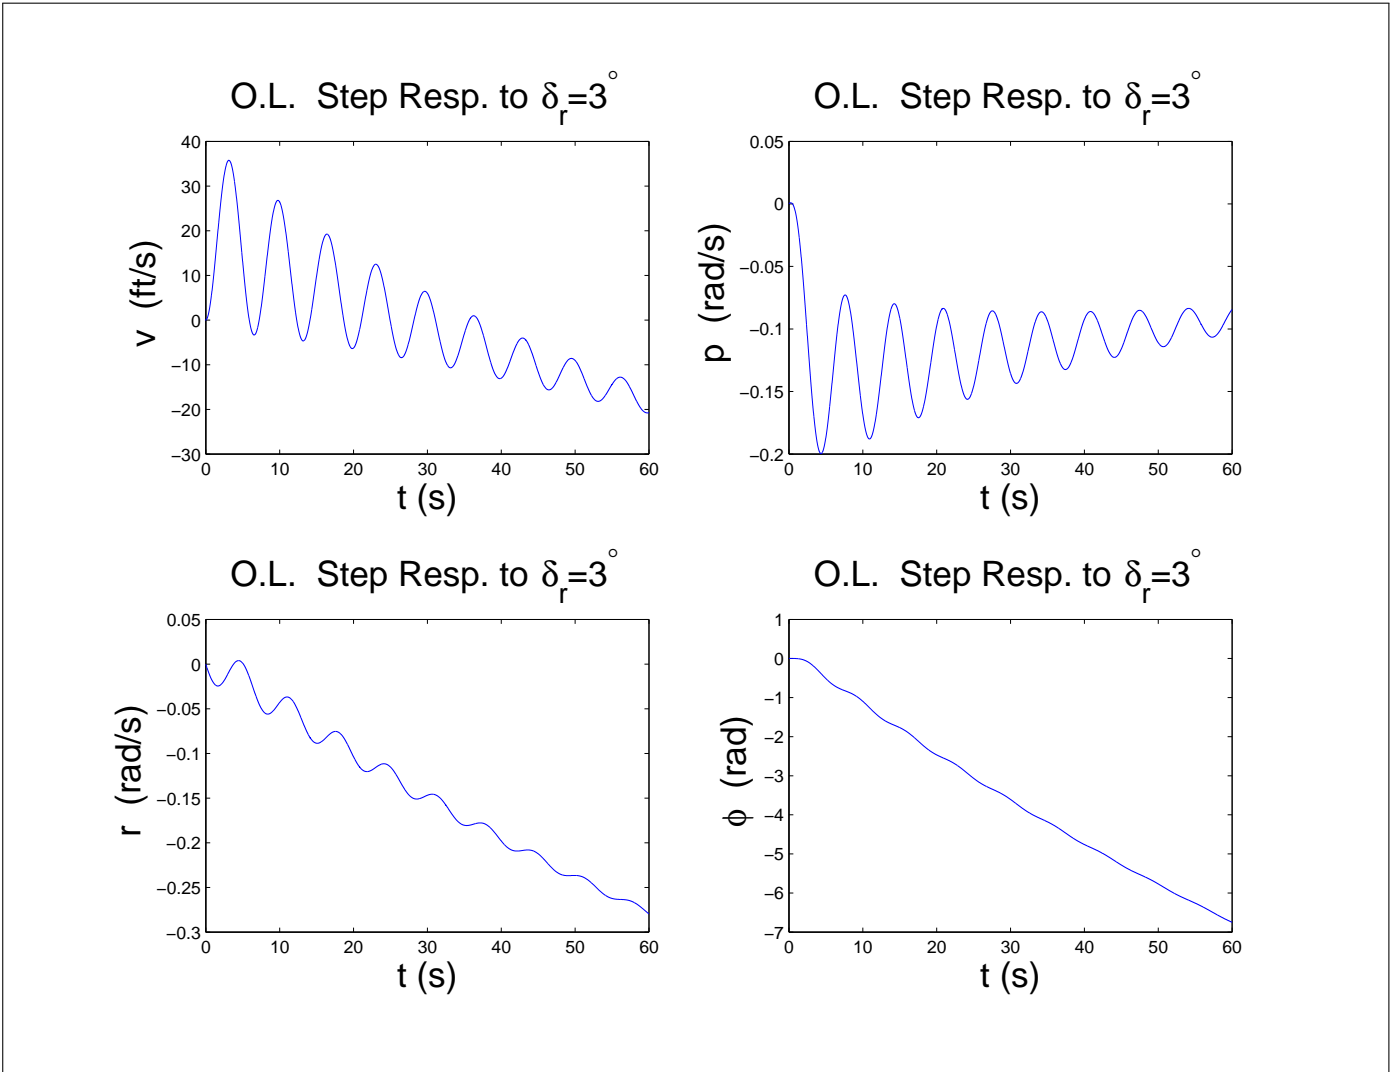 O.L. Step Resp. to δr=3°
40
30
20
10
0
−10
−20
−30
v (ft/s)
0 10 20 30 40 50 60
t (s)
O.L. Step Resp. to δr=3°
0.05
0
−0.05
−0.1
−0.15
−0.2
p (rad/s)
0 10 20 30 40 50 60
t (s)
O.L. Step Resp. to δr=3°
0.05
0
−0.05
−0.1
−0.15
−0.2
−0.25
−0.3
r (rad/s)
0 10 20 30 40 50 60
t (s)
O.L. Step Resp. to δr=3°
1
0
−1
−2
−3
−4
−5
−6
−7
ϕ (rad)
0 10 20 30 40 50 60
t (s)